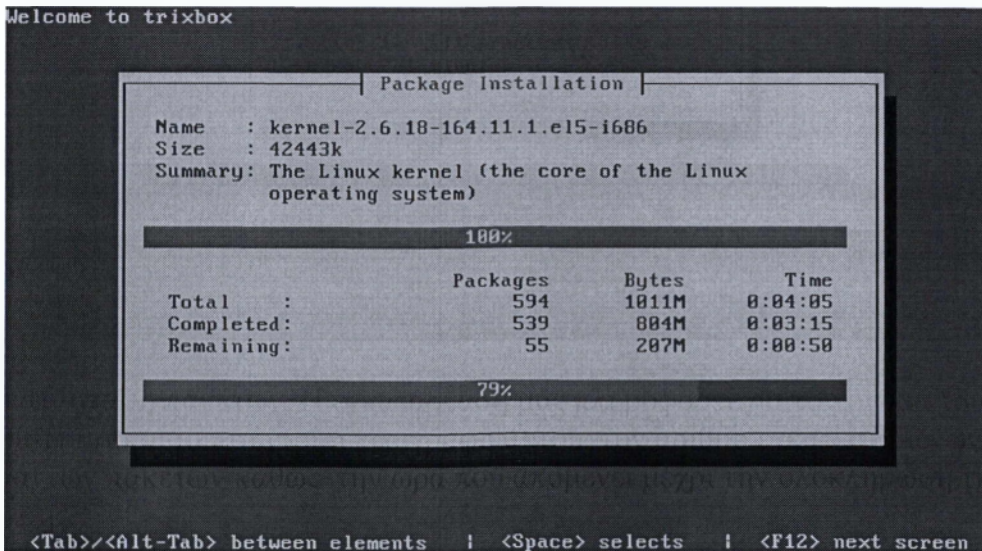 Welcome to trixbox
Package Installation
Name : kernel-2.6.18-164.11.1.el5-i686
Size : 42443k
Summary: The Linux kernel (the core of the Linux
operating system)
100%
Packages Bytes Time
Total : 594 1011M 0:04:05
Completed: 539 804M 0:03:15
Remaining: 55 207M 0:00:50
79%
<Tab>/<Alt-Tab> between elements | <Space> selects | <F12> next screen